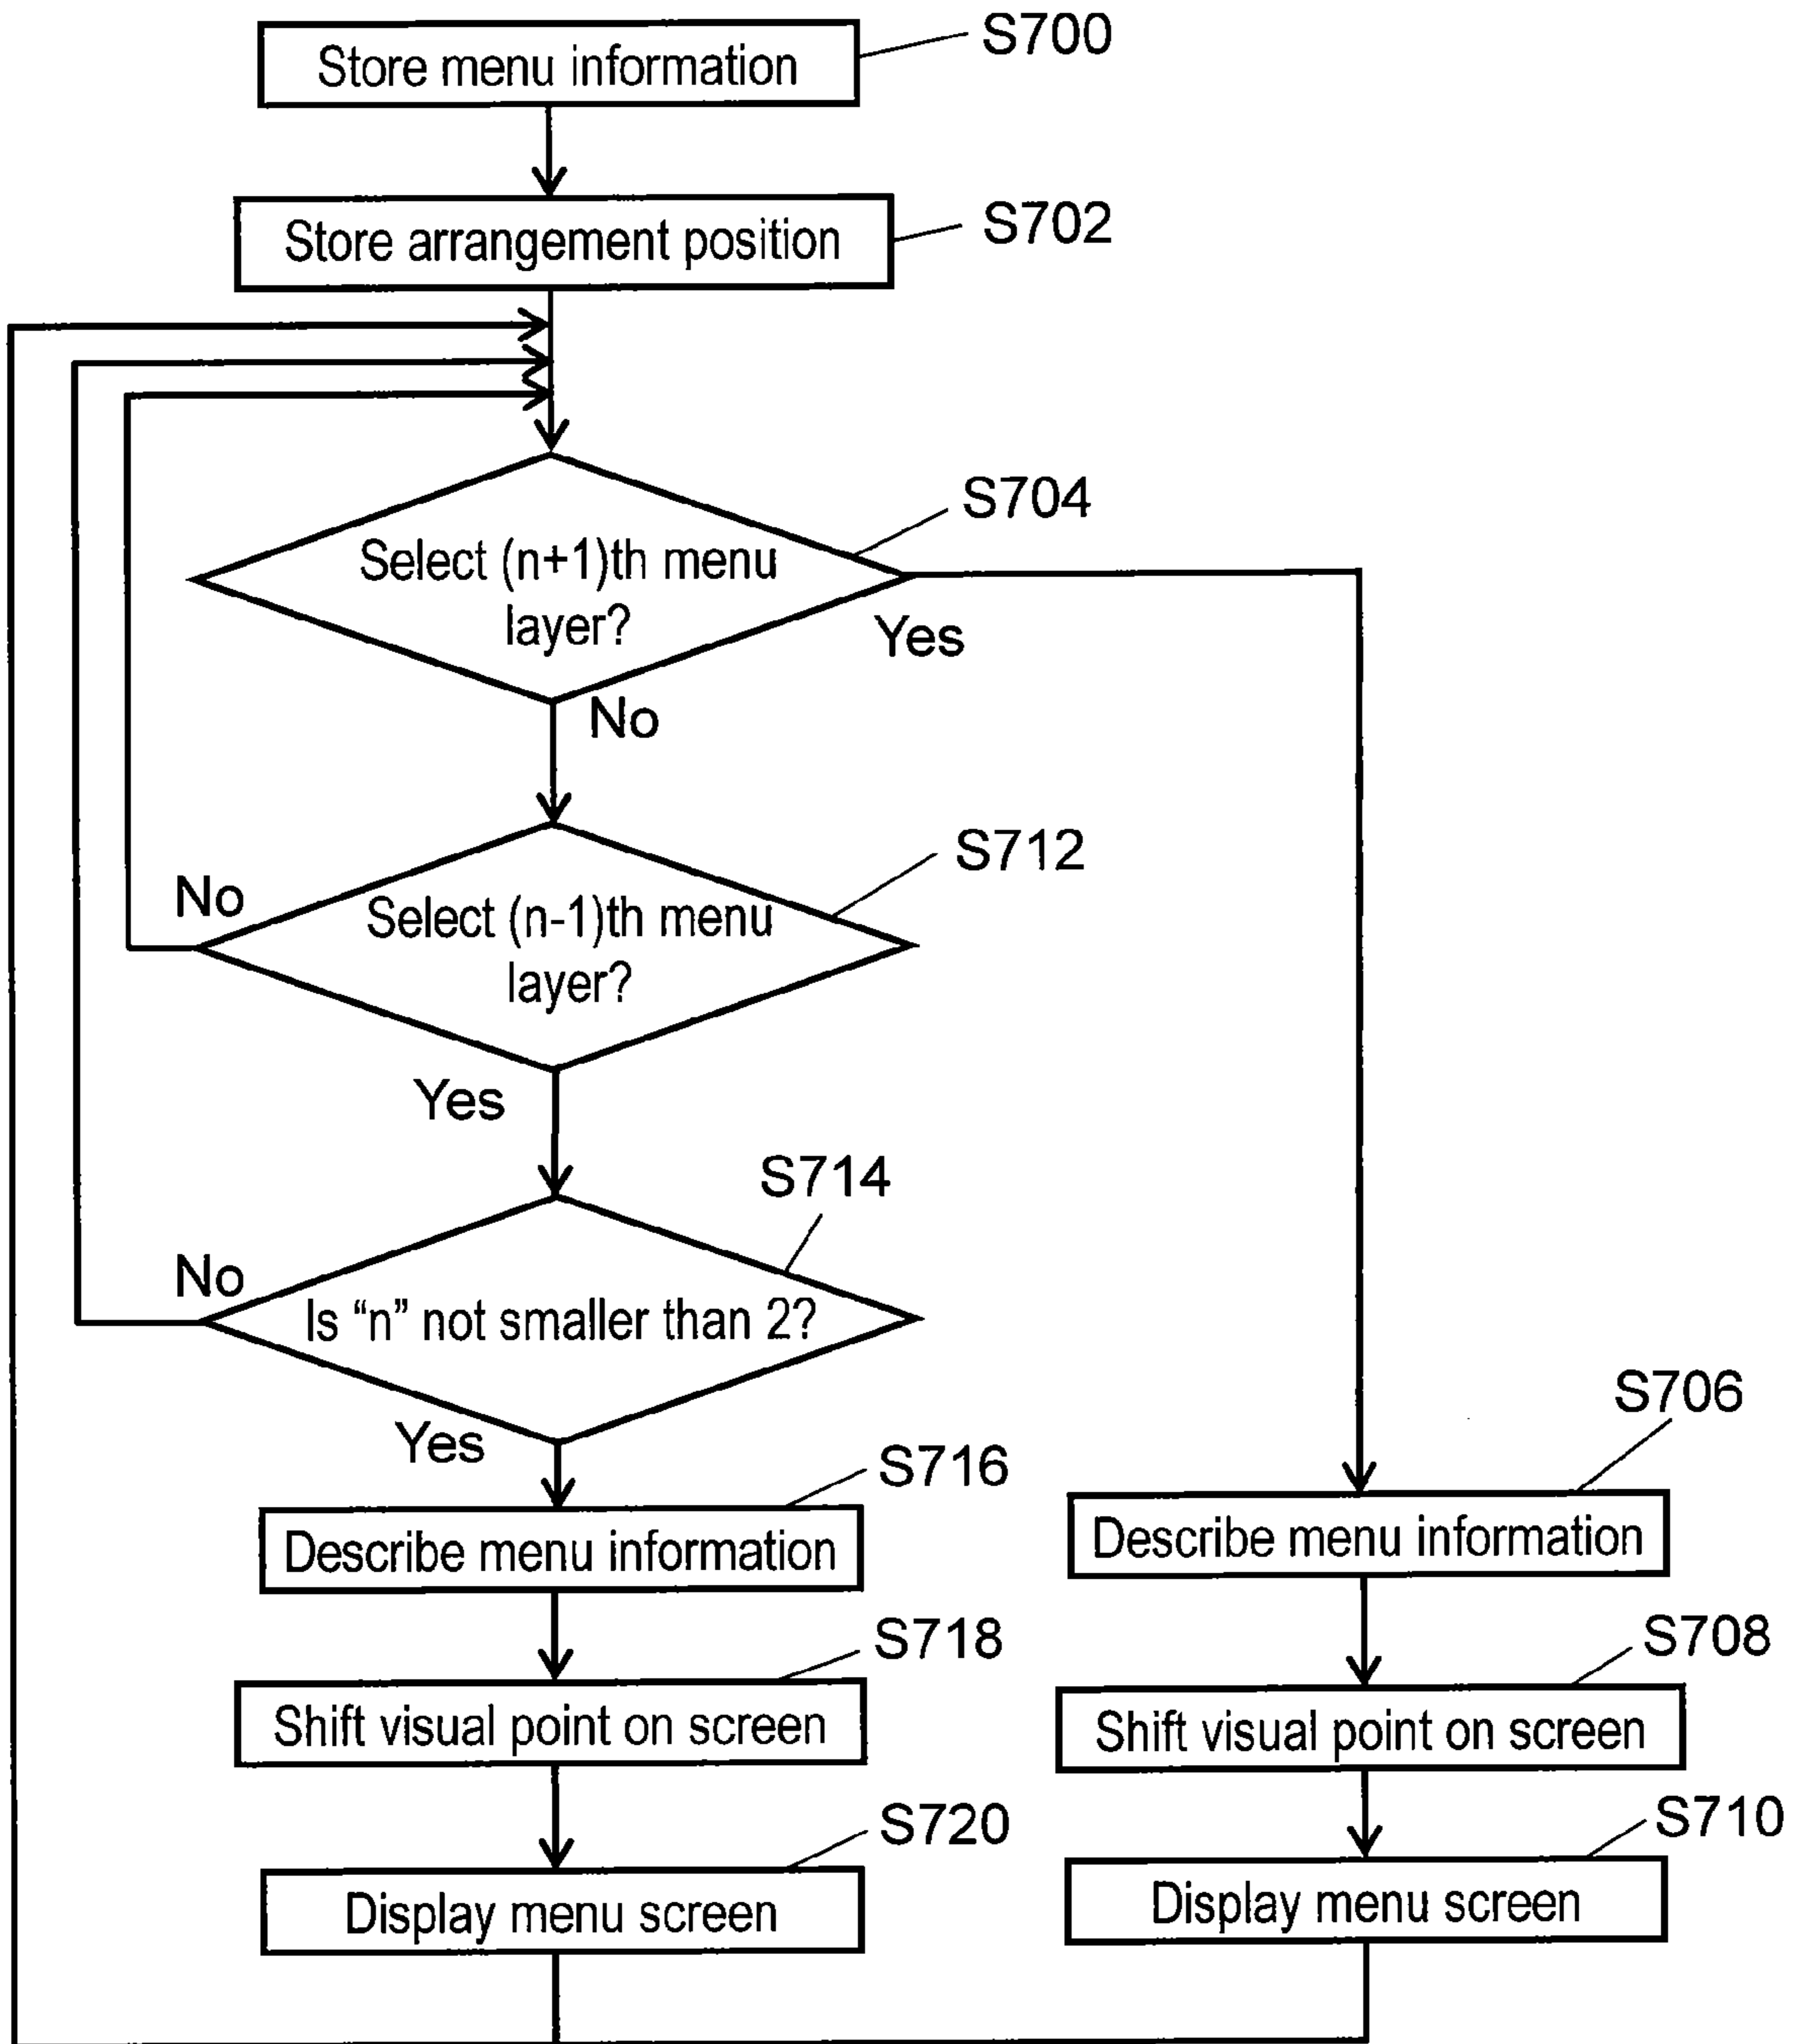 Store menu information
S700
Store arrangement position
S702
S704
Select (n+1)th menu
layer?
Yes
No
S712
No
Select (n-1)th menu
layer?
Yes
S714
No
Is “n” not smaller than 2?
Yes
S716
Describe menu information
S706
Describe menu information
S718
Shift visual point on screen
S708
Shift visual point on screen
S720
Display menu screen
S710
Display menu screen